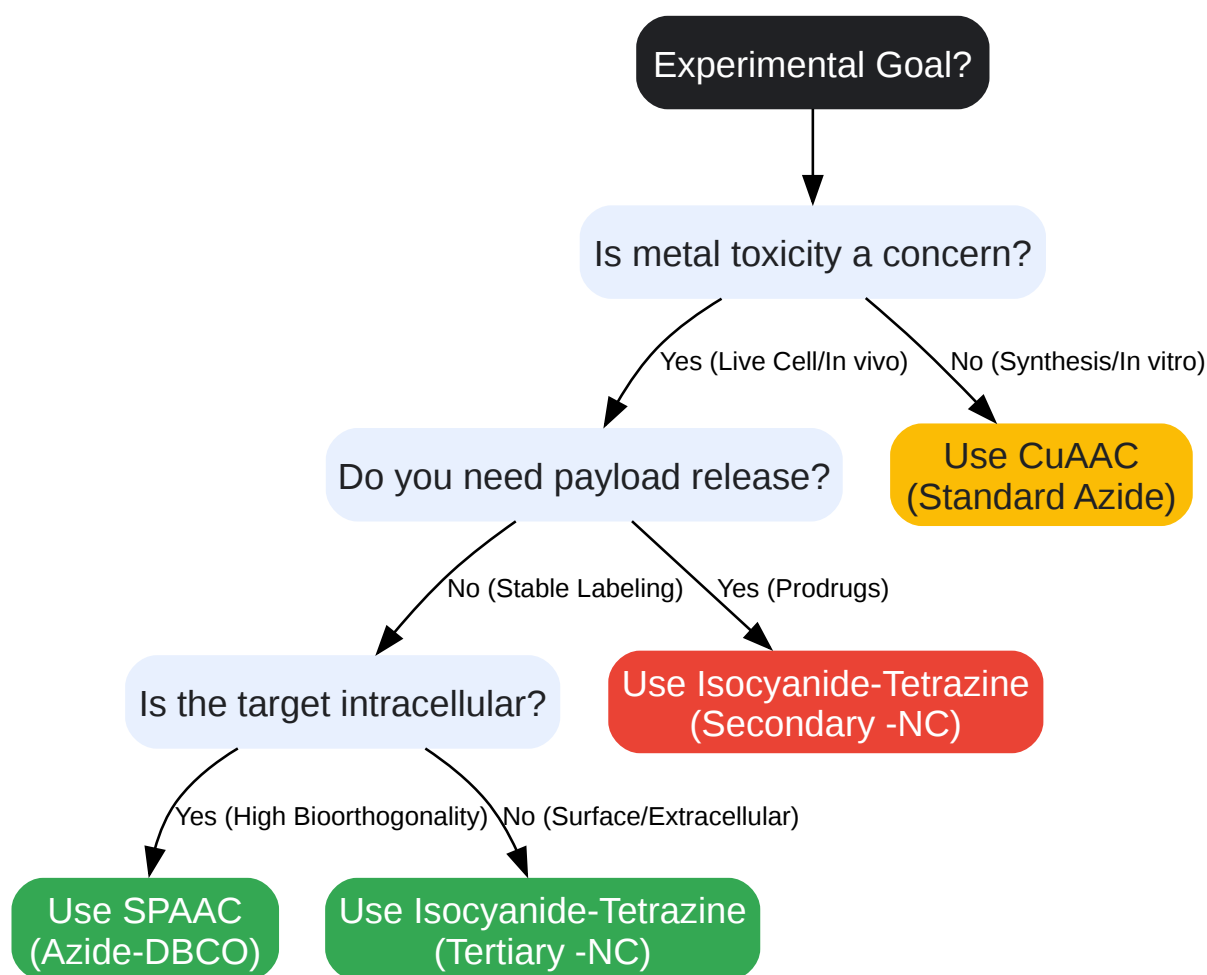 Experimental Goal?
Is metal toxicity a concern?
Yes (Live Cell/In vivo)
No (Synthesis/In vitro)
Do you need payload release?
Use CuAAC
(Standard Azide)
No (Stable Labeling)
Yes (Prodrugs)
Is the target intracellular?
Use Isocyanide-Tetrazine
(Secondary -NC)
Yes (High Bioorthogonality)
No (Surface/Extracellular)
Use SPAAC
(Azide-DBCO)
Use Isocyanide-Tetrazine
(Tertiary -NC)